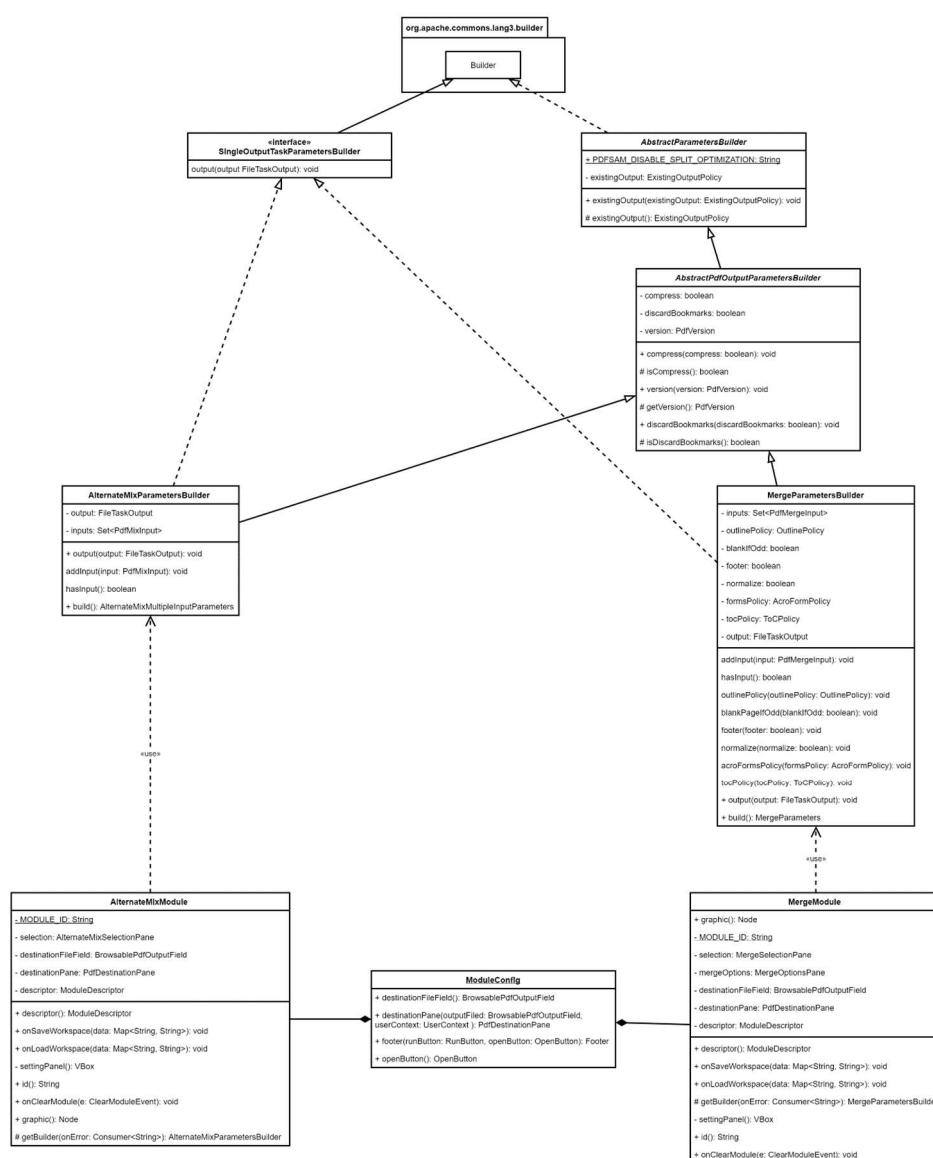 org.apache.commons.lang3.builder
Builder
«interface»
SingleOutputTaskParametersBuilder
output(output FileTaskOutput): void
AbstractParametersBuilder
+ PDFSAM_DISABLE_SPLIT_OPTIMIZATION: String
- existingOutput: ExistingOutputPolicy
+ existingOutput(existingOutput: ExistingOutputPolicy): void
# existingOutput(): ExistingOutputPolicy
AbstractPdfOutputParametersBuilder
- compress: boolean
- discardBookmarks: boolean
- version: PdfVersion
+ compress(compress: boolean): void
# isCompress(): boolean
+ version(version: PdfVersion): void
# getVersion(): PdfVersion
+ discardBookmarks(discardBookmarks: boolean): void
# isDiscardBookmarks(): boolean
AlternateMixParametersBuilder
- output: FileTaskOutput
- inputs: Set<PdfMixInput>
+ output(output: FileTaskOutput): void
addInput(input: PdfMixInput): void
hasInput(): boolean
+ build(): AlternateMixMultipleInputParameters
MergeParametersBuilder
- inputs: Set<PdfMergeInput>
- outlinePolicy: OutlinePolicy
- blankIfOdd: boolean
- footer: boolean
- normalize: boolean
- formsPolicy: AcroFormPolicy
- tocPolicy: ToCPolicy
- output: FileTaskOutput
addInput(input: PdfMergeInput): void
hasInput(): boolean
outlinePolicy(outlinePolicy: OutlinePolicy): void
blankPageIfOdd(blankIfOdd: boolean): void
footer(footer: boolean): void
normalize(normalize: boolean): void
acroFormsPolicy(formsPolicy: AcroFormPolicy): void
tocPolicy(tocPolicy: ToCPolicy): void
+ output(output: FileTaskOutput): void
+ build(): MergeParameters
«use»
«use»
AlternateMixModule
- MODULE_ID: String
- selection: AlternateMixSelectionPane
- destinationFileField: BrowsablePdfOutputField
- destinationPane: PdfDestinationPane
- descriptor: ModuleDescriptor
+ descriptor(): ModuleDescriptor
+ onSaveWorkspace(data: Map<String, String>): void
+ onLoadWorkspace(data: Map<String, String>): void
- settingPanel(): VBox
+ id(): String
+ onClearModule(e: ClearModuleEvent): void
+ graphic(): Node
# getBuilder(onError: Consumer<String>): AlternateMixParametersBuilder
ModuleConfig
+ destinationFileField(): BrowsablePdfOutputField
+ destinationPane(outputFiled: BrowsablePdfOutputField,
userContext: UserContext ): PdfDestinationPane
+ footer(runButton: RunButton, openButton: OpenButton): Footer
+ openButton(): OpenButton
MergeModule
+ graphic(): Node
- MODULE_ID: String
- selection: MergeSelectionPane
- mergeOptions: MergeOptionsPane
- destinationFileField: BrowsablePdfOutputField
- destinationPane: PdfDestinationPane
- descriptor: ModuleDescriptor
+ descriptor(): ModuleDescriptor
+ onSaveWorkspace(data: Map<String, String>): void
+ onLoadWorkspace(data: Map<String, String>): void
# getBuilder(onError: Consumer<String>): MergeParametersBuilde
- settingPanel(): VBox
+ id(): String
+ onClearModule(e: ClearModuleEvent): void